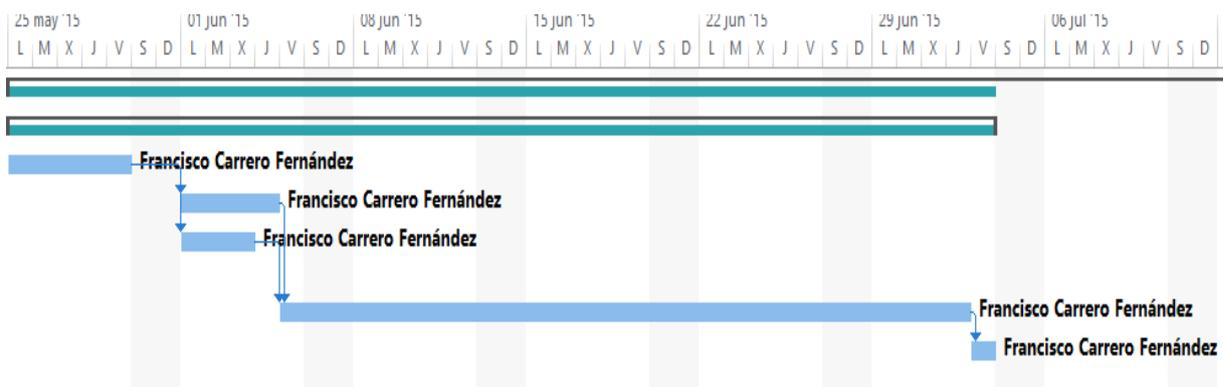 25 may '15 01 jun '15 08 jun '15 15 jun '15 22 jun '15 29 jun '15 06 jul '15
L M X J V S D L M X J V S D L M X J V S D L M X J V S D L M X J V S D L M X J V S D L M X J V S D
Francisco Carrero Fernández
Francisco Carrero Fernández
Francisco Carrero Fernández
Francisco Carrero Fernández
Francisco Carrero Fernández